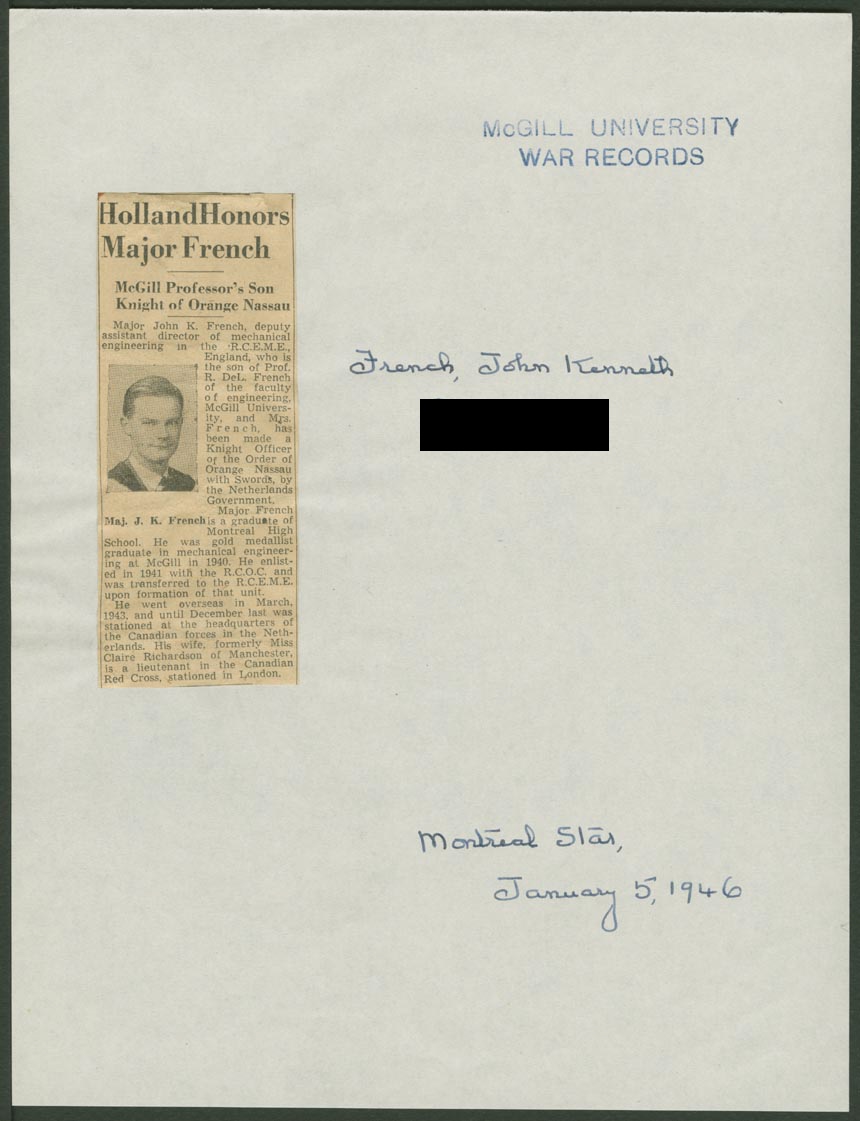 McGILL UNIVERSITY
WAR RECORDS
Holland Honors
Major French
McGill Professor's Son
Knight of Orange Nassau
Major John K. French, deputy
assistant director of mechanical
engineering in the R.C.E.M.E.,
England, who is
the son of Prof.
R. DeL. French
of the faculty
of engineering,
McGill Univers-
ity, and Mrs.
French, has
been made a
Knight Officer
of the Order of
Orange Nassau
with Swords, by
the Netherlands
Government.
Major French
Maj. J. K. French is a graduate of
Montreal High
School. He was gold medallist
graduate in mechanical engineer-
ing at McGill in 1940. He enlist-
ed in 1941 with the R.C.O.C. and
was transferred to the R.C.E.M.E.
upon formation of that unit.
He went overseas in March,
1943, and until December last was
stationed at the headquarters of
the Canadian forces in the Neth-
erlands. His wife, formerly Miss
Claire Richardson of Manchester,
is a lieutenant in the Canadian
Red Cross, stationed in London.
French, John Kenneth
Montreal Star,
January 5, 1946